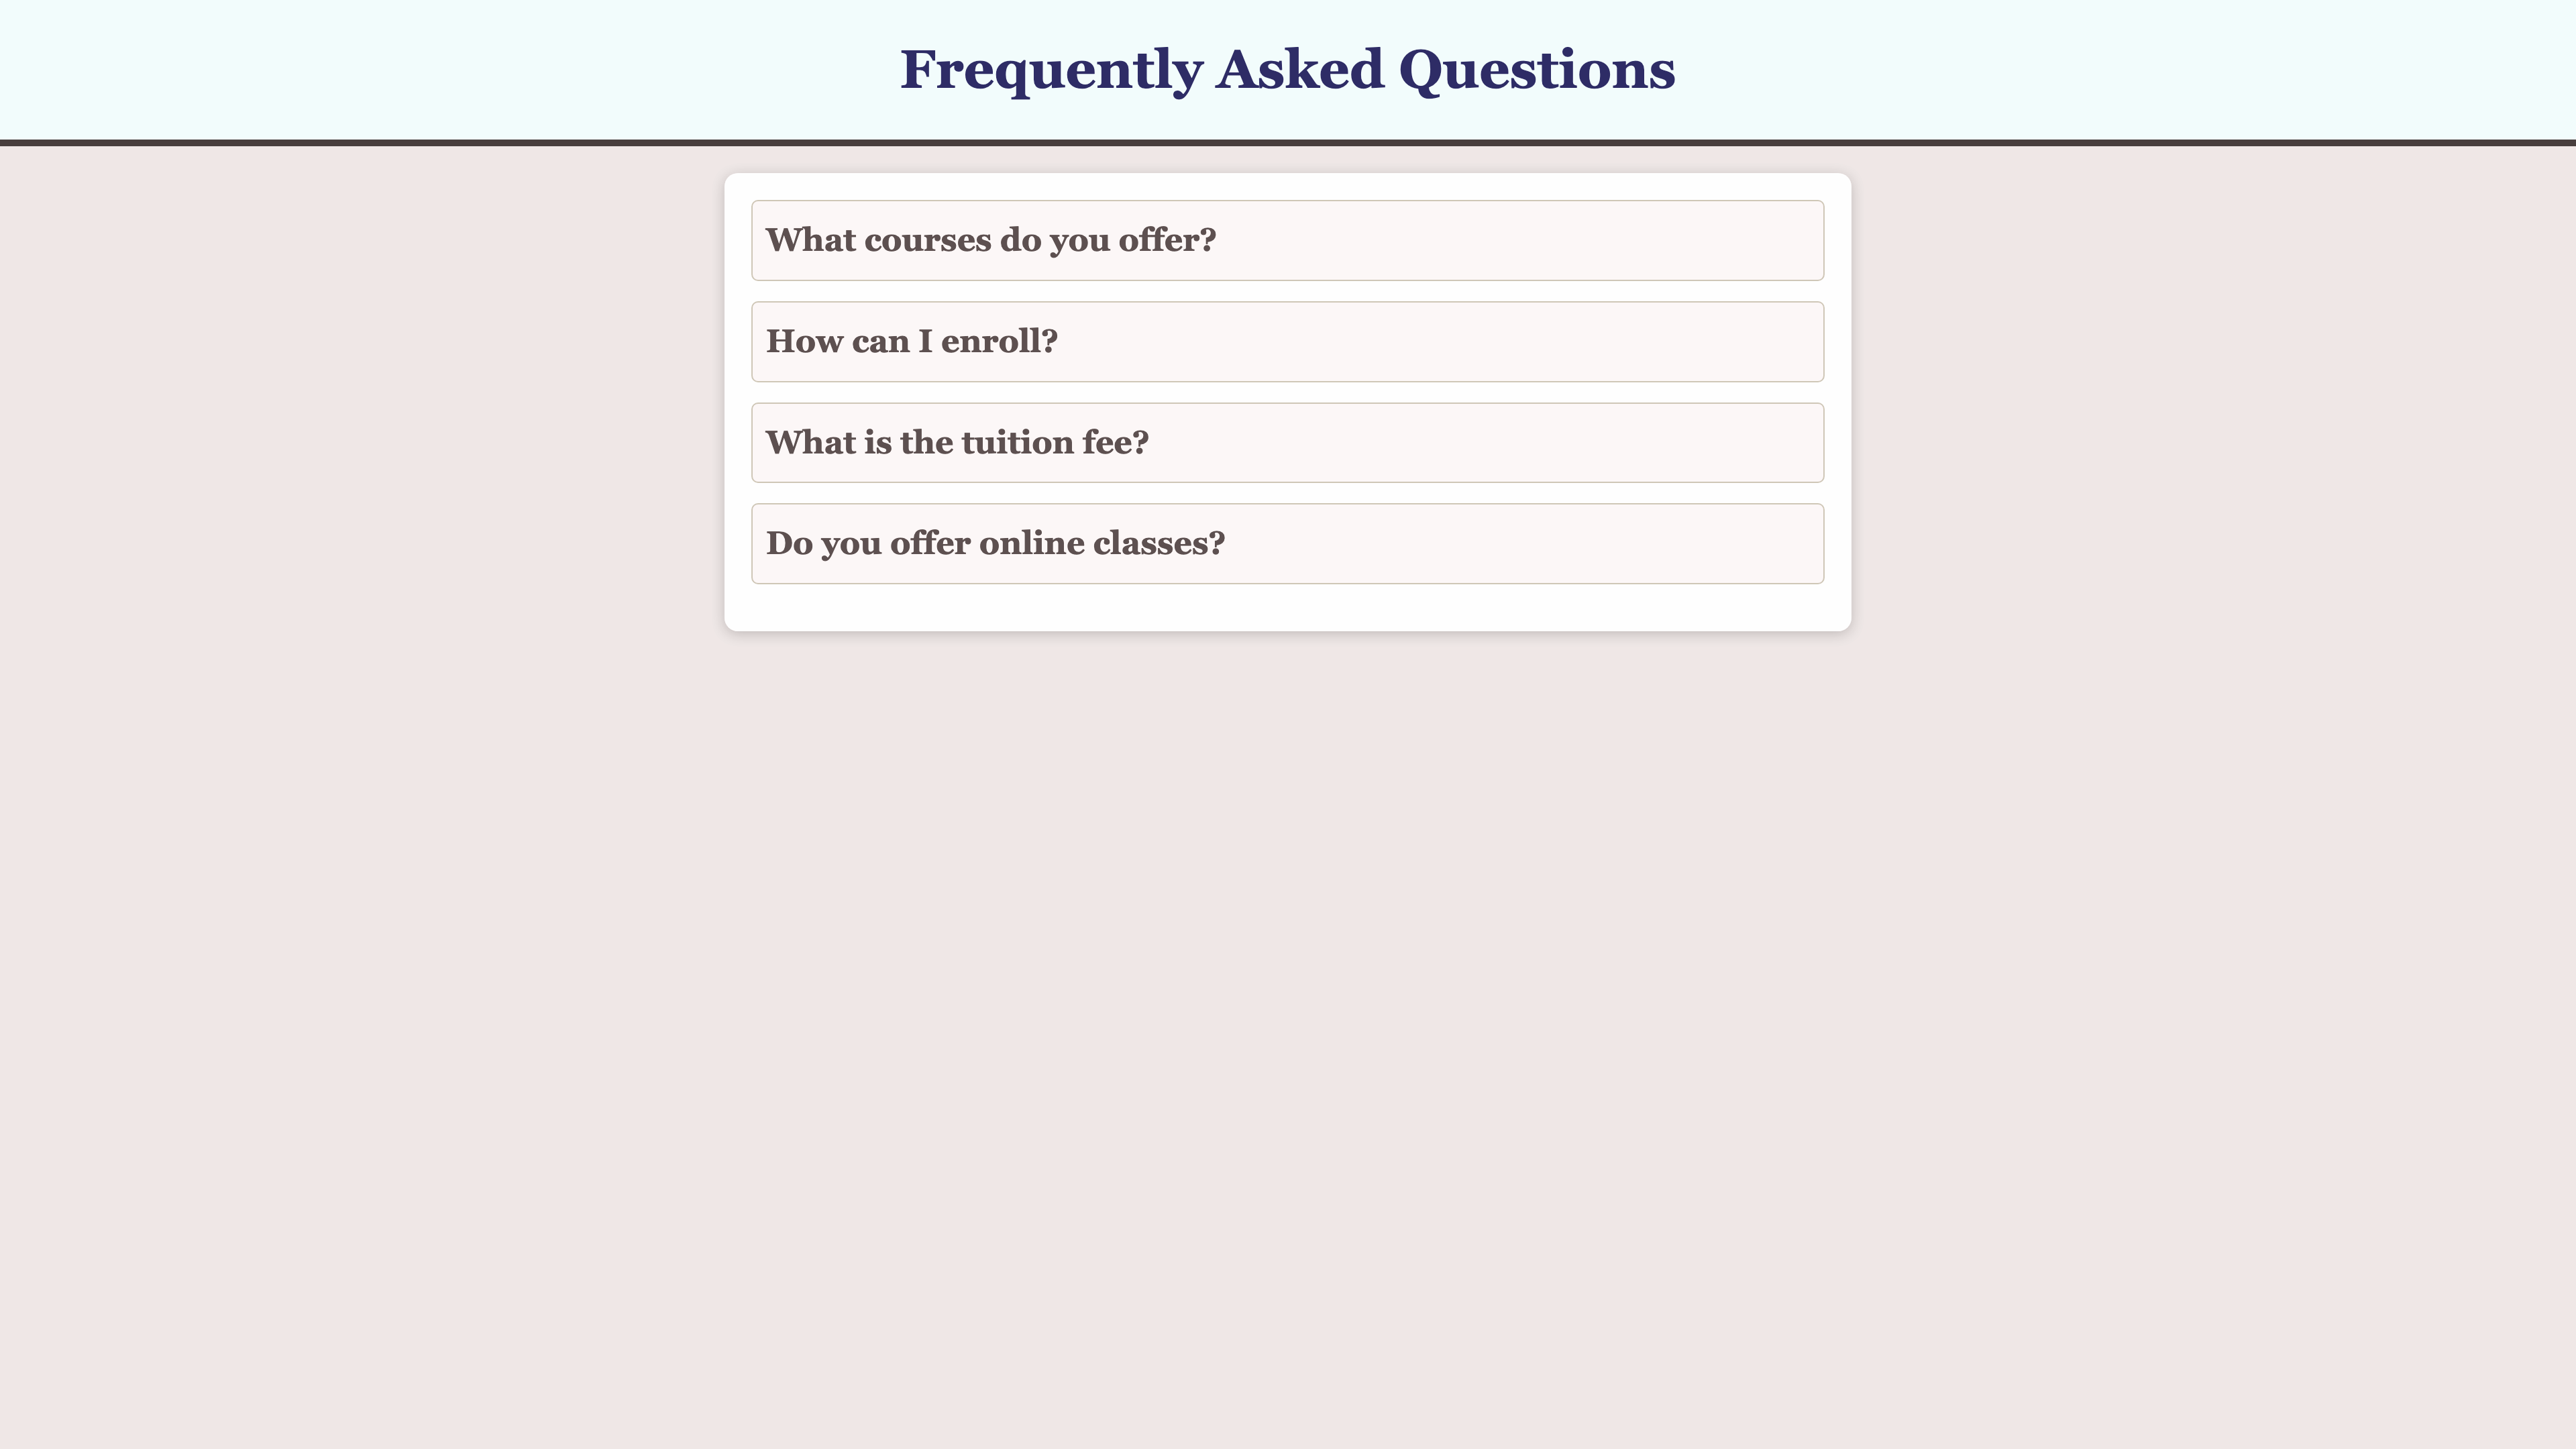 Frequently Asked Questions
What courses do you offer?
How can I enroll?
What is the tuition fee?
Do you offer online classes?